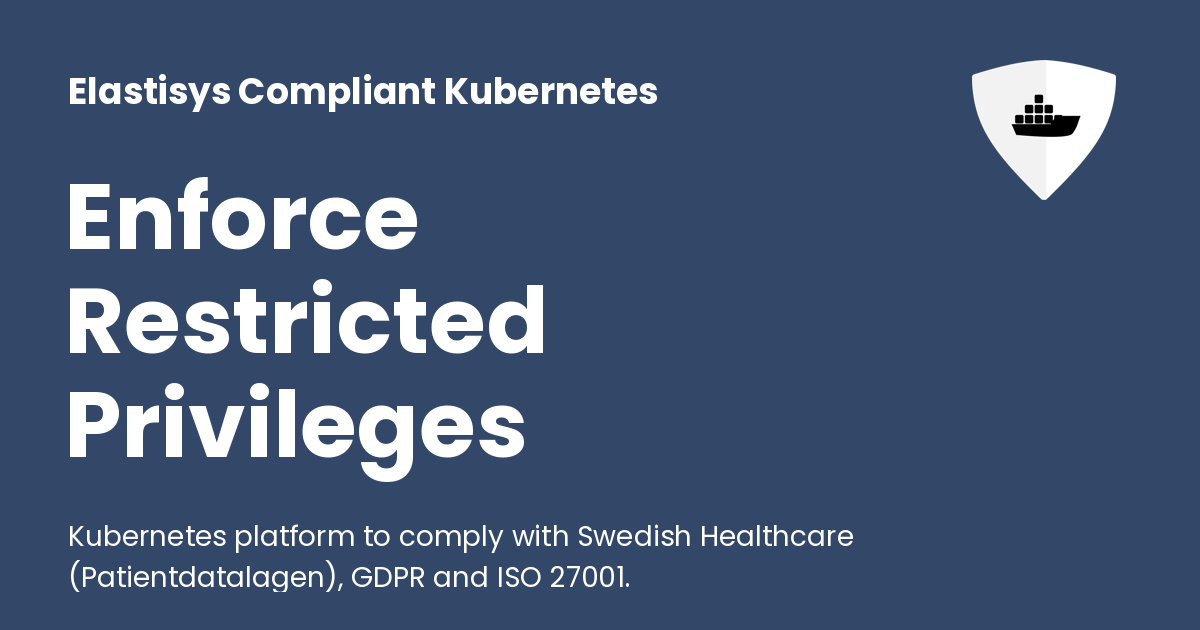 Elastisys Compliant Kubernetes
Enforce
Restricted
Privileges
Kubernetes platform to comply with Swedish Healthcare
(Patientdatalagen), GDPR and ISO 27001.